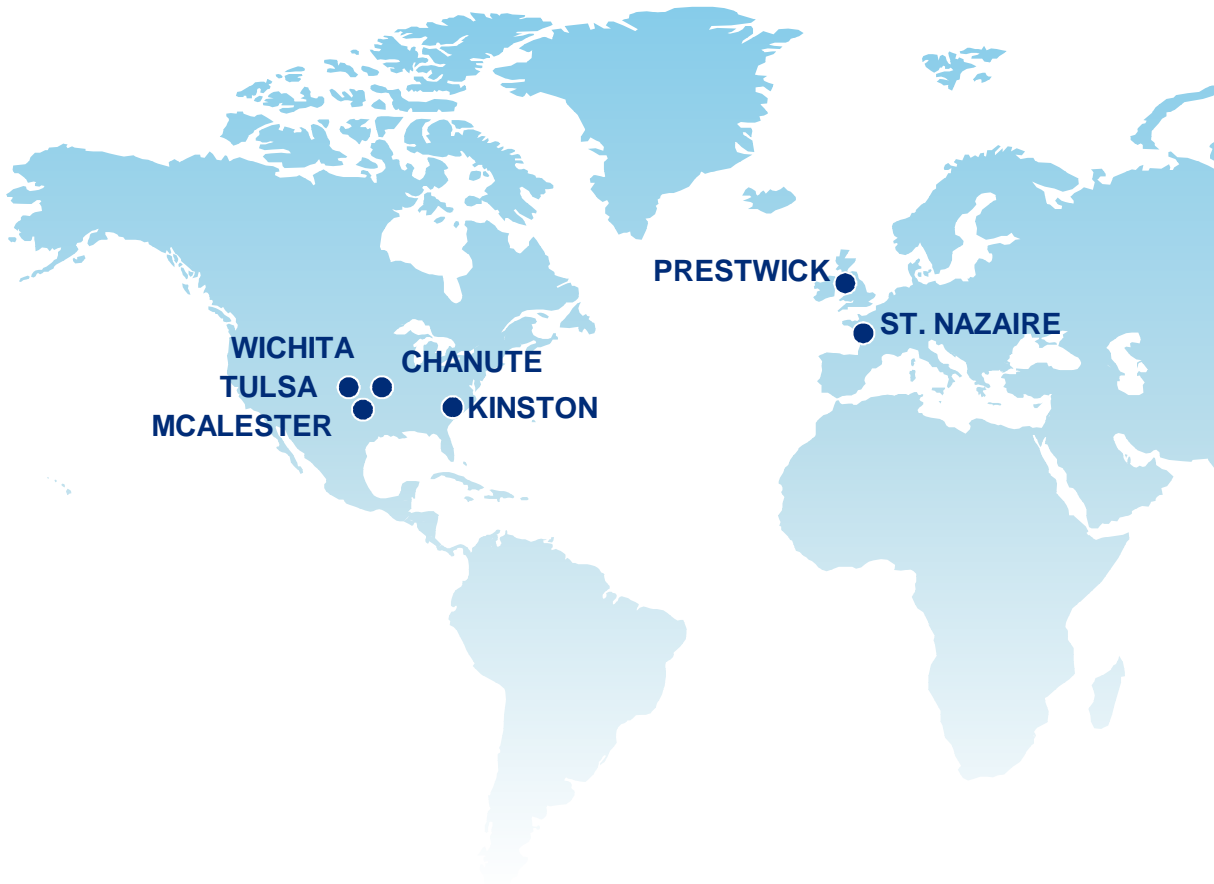 PRESTWICK
ST. NAZAIRE
WICHITA
CHANUTE
TULSA
KINSTON
MCALESTER